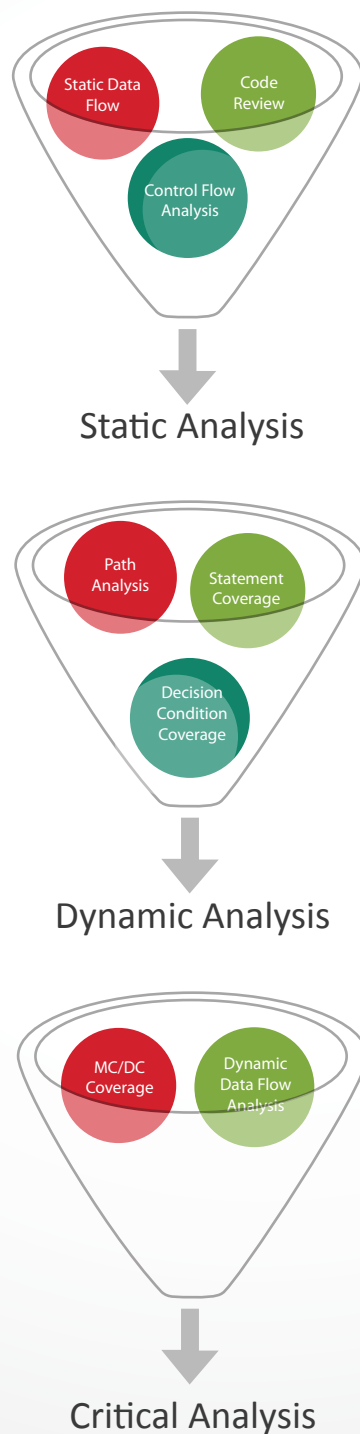 Static Data
Flow
Code
Review
Control Flow
Analysis
Static Analysis
Path
Analysis
Statement
Coverage
Decision
Condition
Coverage
Dynamic Analysis
MC/DC
Coverage
Dynamic
Data Flow
Analysis
Critical Analysis